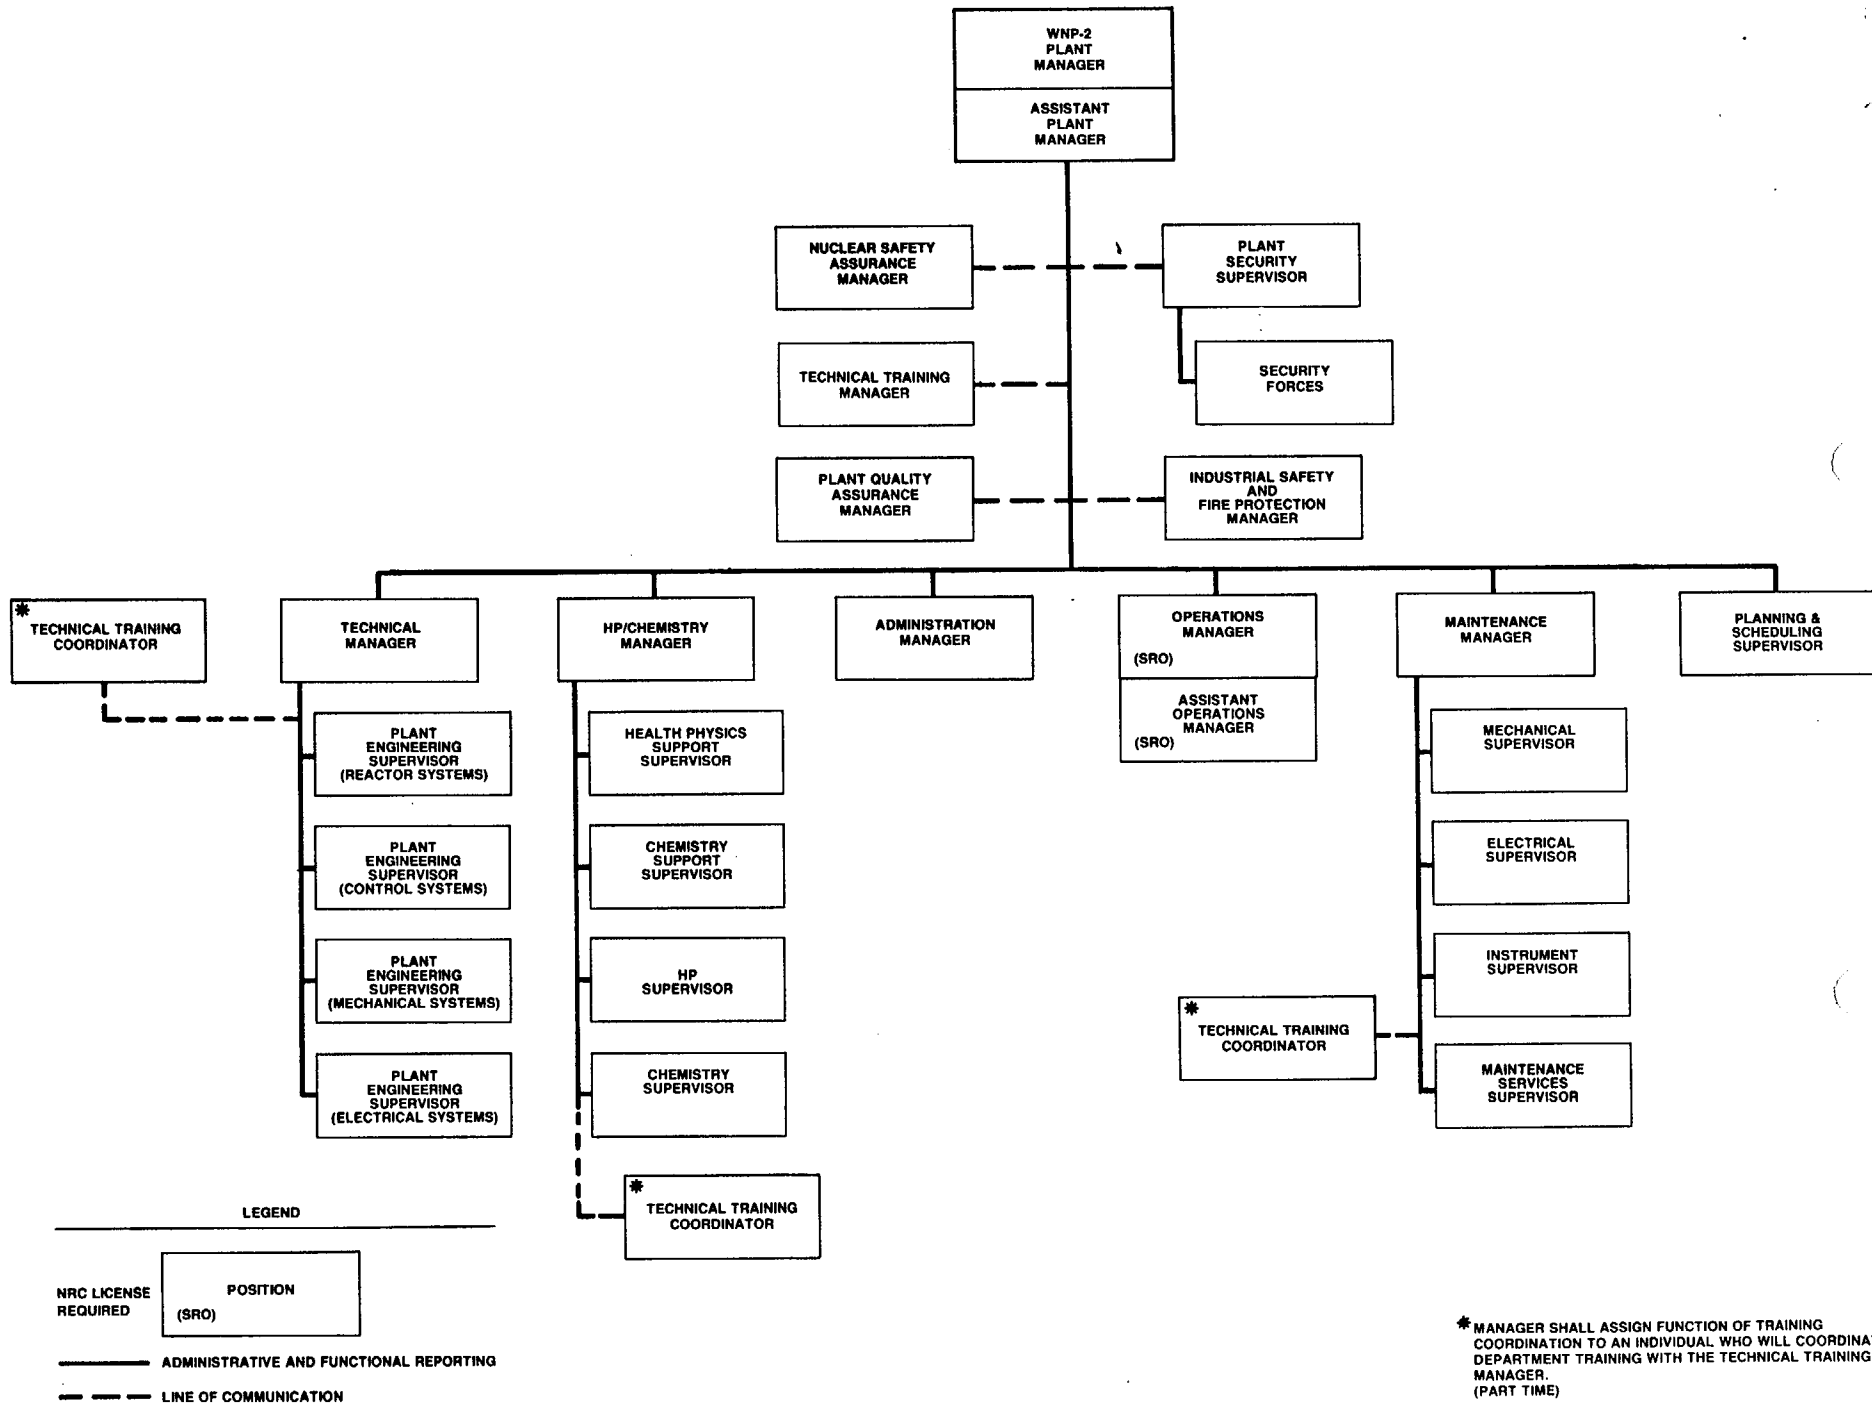 WNP-2
PLANT
MANAGER
ASSISTANT
PLANT
MANAGER
NUCLEAR SAFETY
ASSURANCE
MANAGER
PLANT
SECURITY
SUPERVISOR
TECHNICAL TRAINING
MANAGER
SECURITY
FORCES
PLANT QUALITY
ASSURANCE
MANAGER
INDUSTRIAL SAFETY
AND
FIRE PROTECTION
MANAGER
* TECHNICAL TRAINING
COORDINATOR
TECHNICAL
MANAGER
HP/CHEMISTRY
MANAGER
ADMINISTRATION
MANAGER
OPERATIONS
MANAGER
(SRO)
ASSISTANT
OPERATIONS
MANAGER
(SRO)
MAINTENANCE
MANAGER
PLANNING &
SCHEDULING
SUPERVISOR
PLANT
ENGINEERING
SUPERVISOR
(REACTOR SYSTEMS)
PLANT
ENGINEERING
SUPERVISOR
(CONTROL SYSTEMS)
PLANT
ENGINEERING
SUPERVISOR
(MECHANICAL SYSTEMS)
PLANT
ENGINEERING
SUPERVISOR
(ELECTRICAL SYSTEMS)
HEALTH PHYSICS
SUPPORT
SUPERVISOR
CHEMISTRY
SUPPORT
SUPERVISOR
HP
SUPERVISOR
CHEMISTRY
SUPERVISOR
* TECHNICAL TRAINING
COORDINATOR
MECHANICAL
SUPERVISOR
ELECTRICAL
SUPERVISOR
INSTRUMENT
SUPERVISOR
* TECHNICAL TRAINING
COORDINATOR
MAINTENANCE
SERVICES
SUPERVISOR
LEGEND
NRC LICENSE
REQUIRED
POSITION
(SRO)
ADMINISTRATIVE AND FUNCTIONAL REPORTING
LINE OF COMMUNICATION
* MANAGER SHALL ASSIGN FUNCTION OF TRAINING
COORDINATION TO AN INDIVIDUAL WHO WILL
DEPARTMENT TRAINING WITH THE TECHNICAL TRAINING
MANAGER.
(PART TIME)